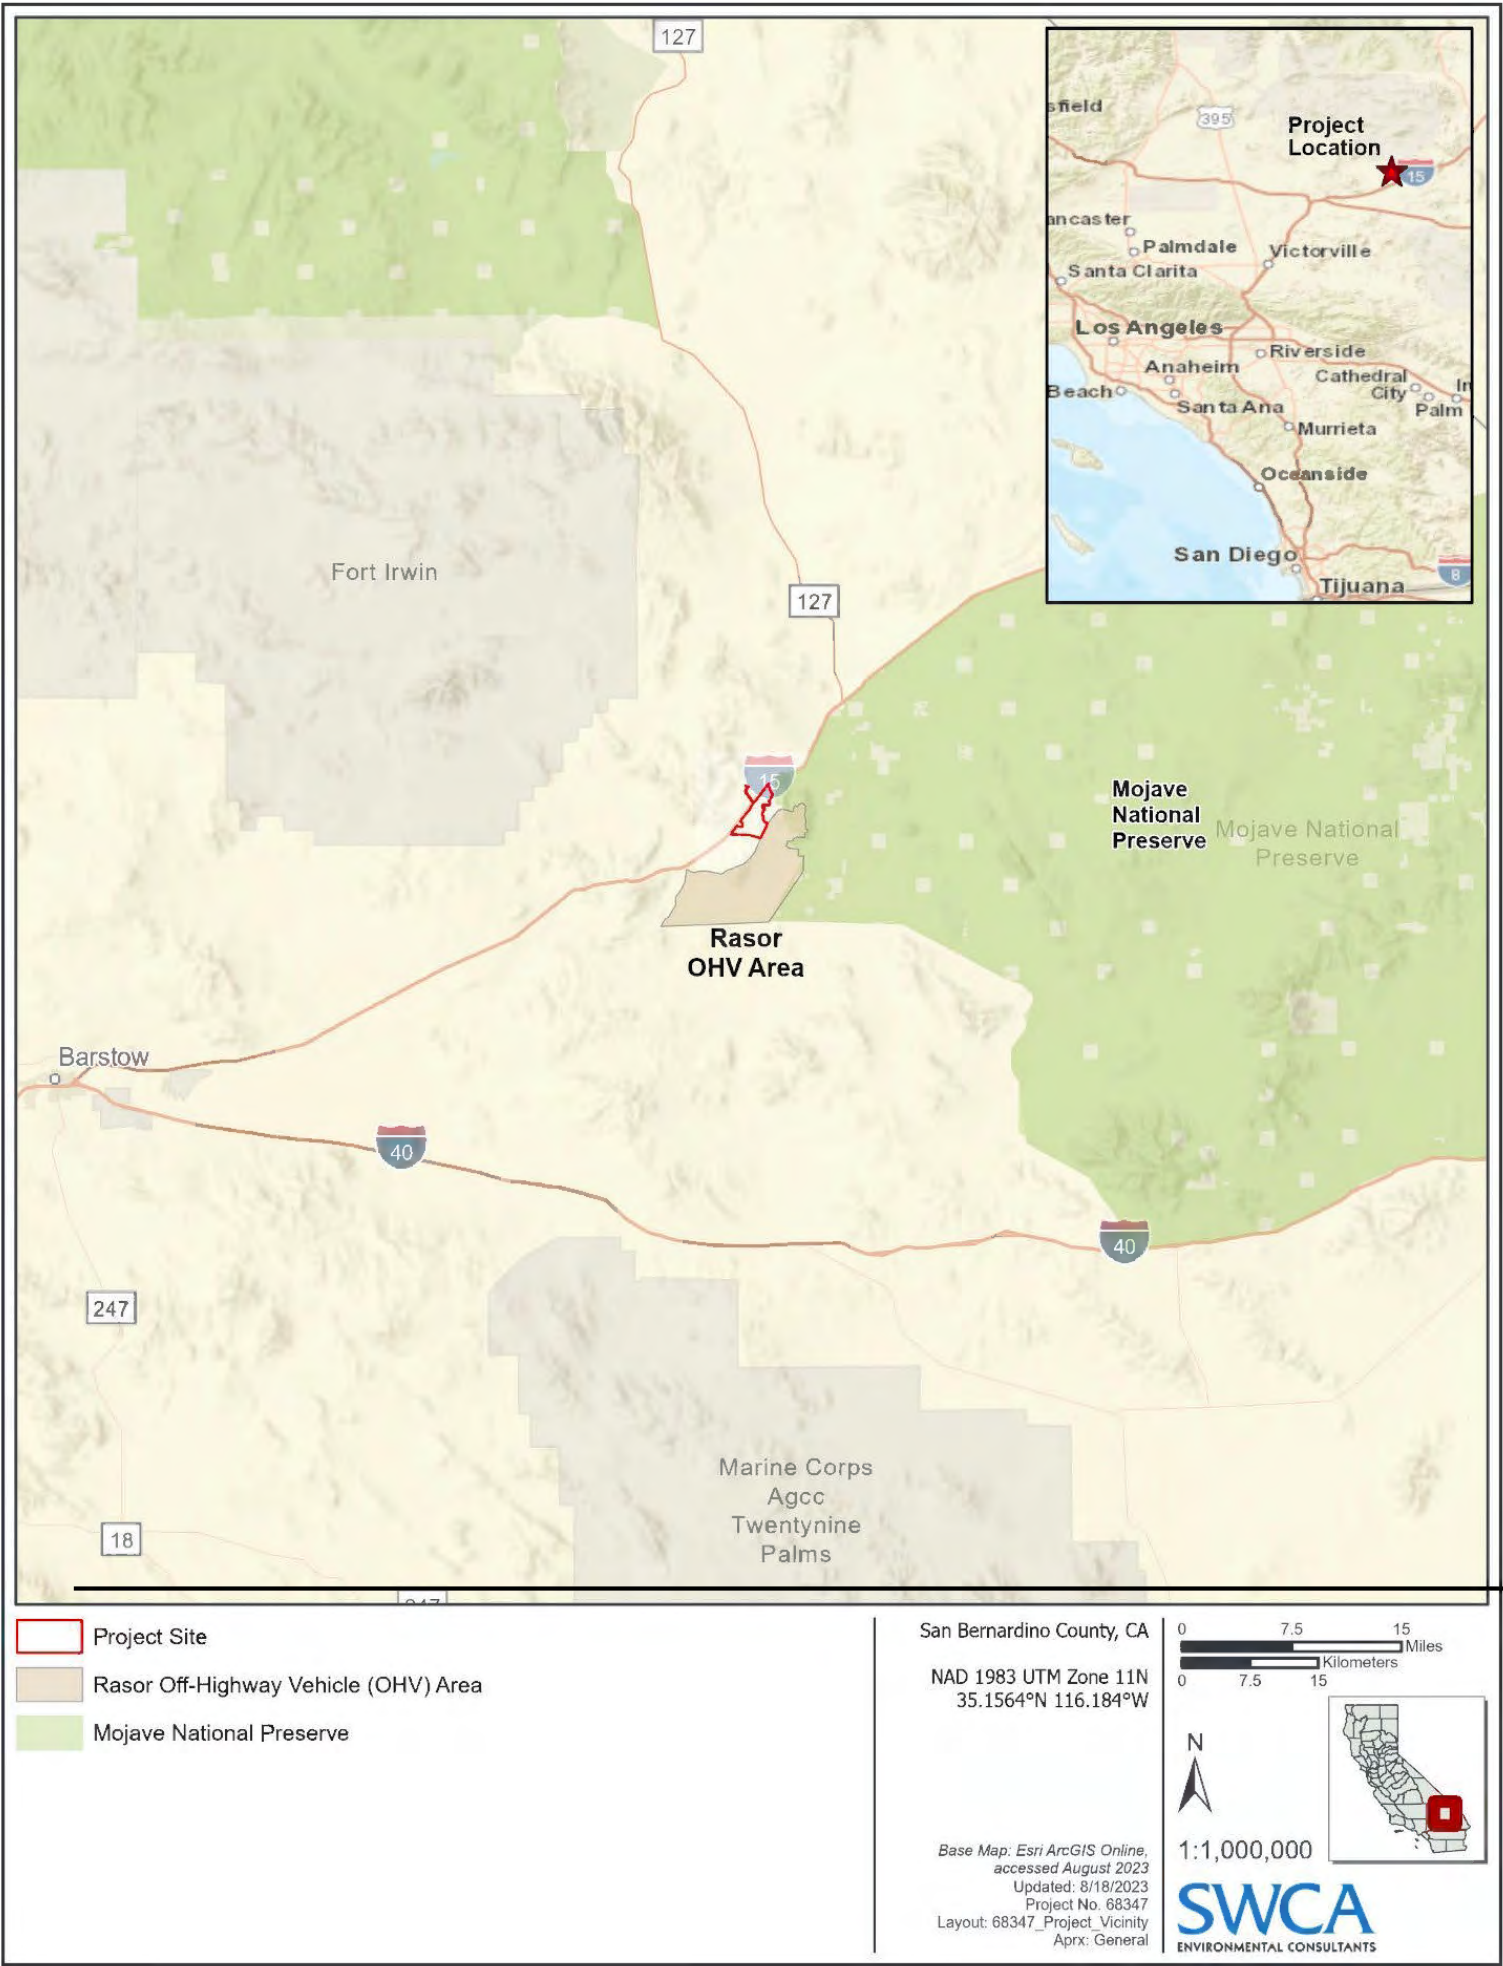 127
sfield
395
Project
Location
15
ancaster
Palmdale
Victorville
Santa Clarita
Los Angeles
Riverside
Anaheim
Cathedral
City
In
Beach
Santa Ana
Palm
Murrieta
Oceanside
San Diego
8
Tijuana
Fort Irwin
127
15
Mojave
National
Preserve
Mojave National
Preserve
Rasor
OHV Area
Barstow
40
40
247
Marine Corps
Agcc
Twentynine
Palms
18
247
Project Site
Rasor Off-Highway Vehicle (OHV) Area
Mojave National Preserve
San Bernardino County, CA
NAD 1983 UTM Zone 11N
35.1564°N 116.184°W
Base Map: Esri ArcGIS Online,
accessed August 2023
Updated: 8/18/2023
Project No. 68347
Layout: 68347_Project_Vicinity
Aprx: General
0 7.5 15
Miles
Kilometers
0 7.5 15
N
1:1,000,000
SWCA
ENVIRONMENTAL CONSULTANTS